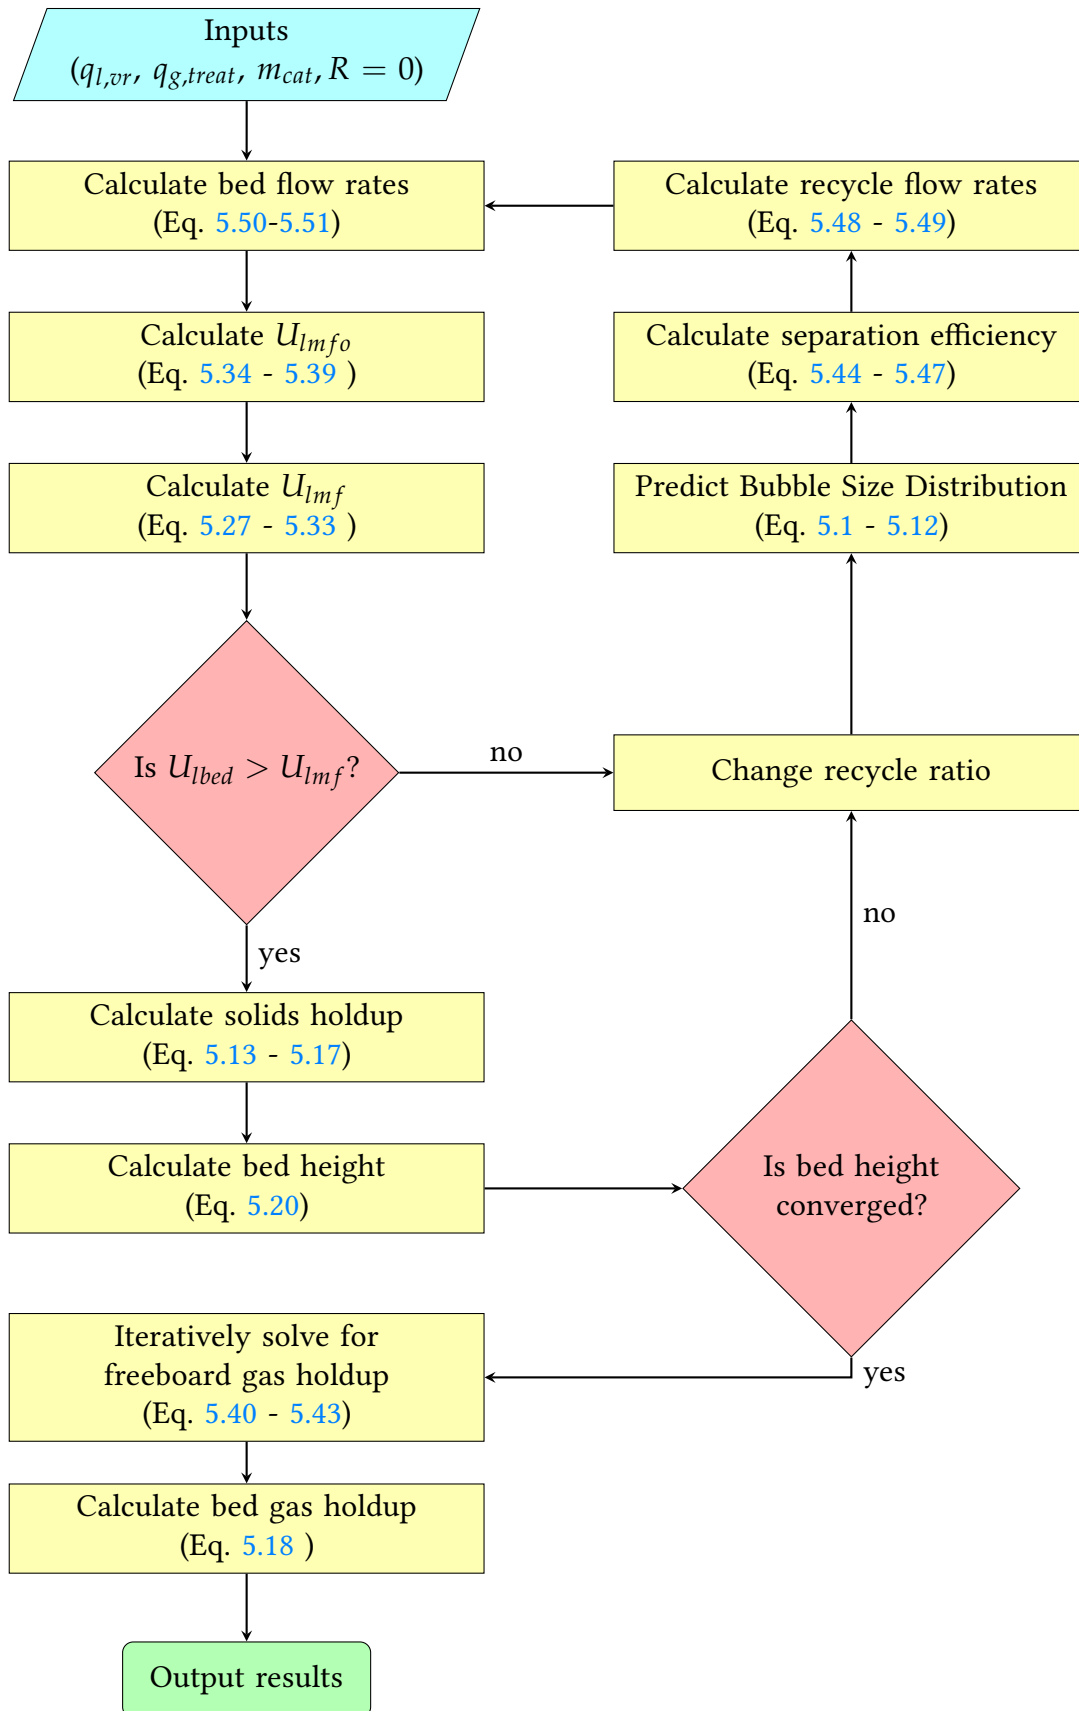 Inputs
(q_{l,vr}, q_{g,treat}, m_{cat}, R = 0)
Calculate bed flow rates
(Eq. 5.50-5.51)
Calculate recycle flow rates
(Eq. 5.48 - 5.49)
Calculate U_{lmfo}
(Eq. 5.34 - 5.39 )
Calculate separation efficiency
(Eq. 5.44 - 5.47)
Calculate U_{lmf}
(Eq. 5.27 - 5.33 )
Predict Bubble Size Distribution
(Eq. 5.1 - 5.12)
Is U_{lbed} > U_{lmf}?
no
Change recycle ratio
no
yes
Calculate solids holdup
(Eq. 5.13 - 5.17)
Calculate bed height
(Eq. 5.20)
Is bed height
converged?
yes
Iteratively solve for
freeboard gas holdup
(Eq. 5.40 - 5.43)
Calculate bed gas holdup
(Eq. 5.18 )
Output results